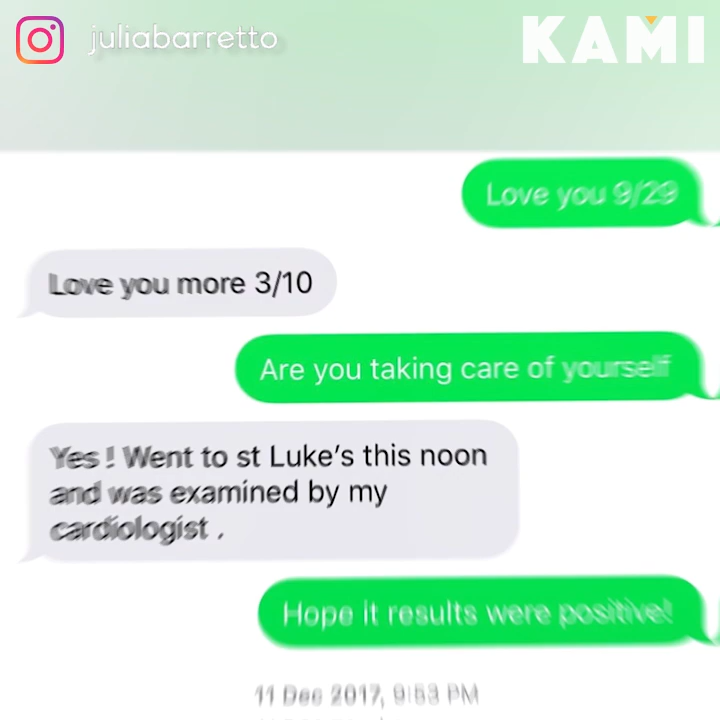 juliabarretto
KAMI
Love you 9/29
Love you more 3/10
Are you taking care of yourself
Yes ! Went to st Luke's this noon
and was examined by my
cardiologist .
Hope it results were positive!
11 Dec 2017, 9:53 PM